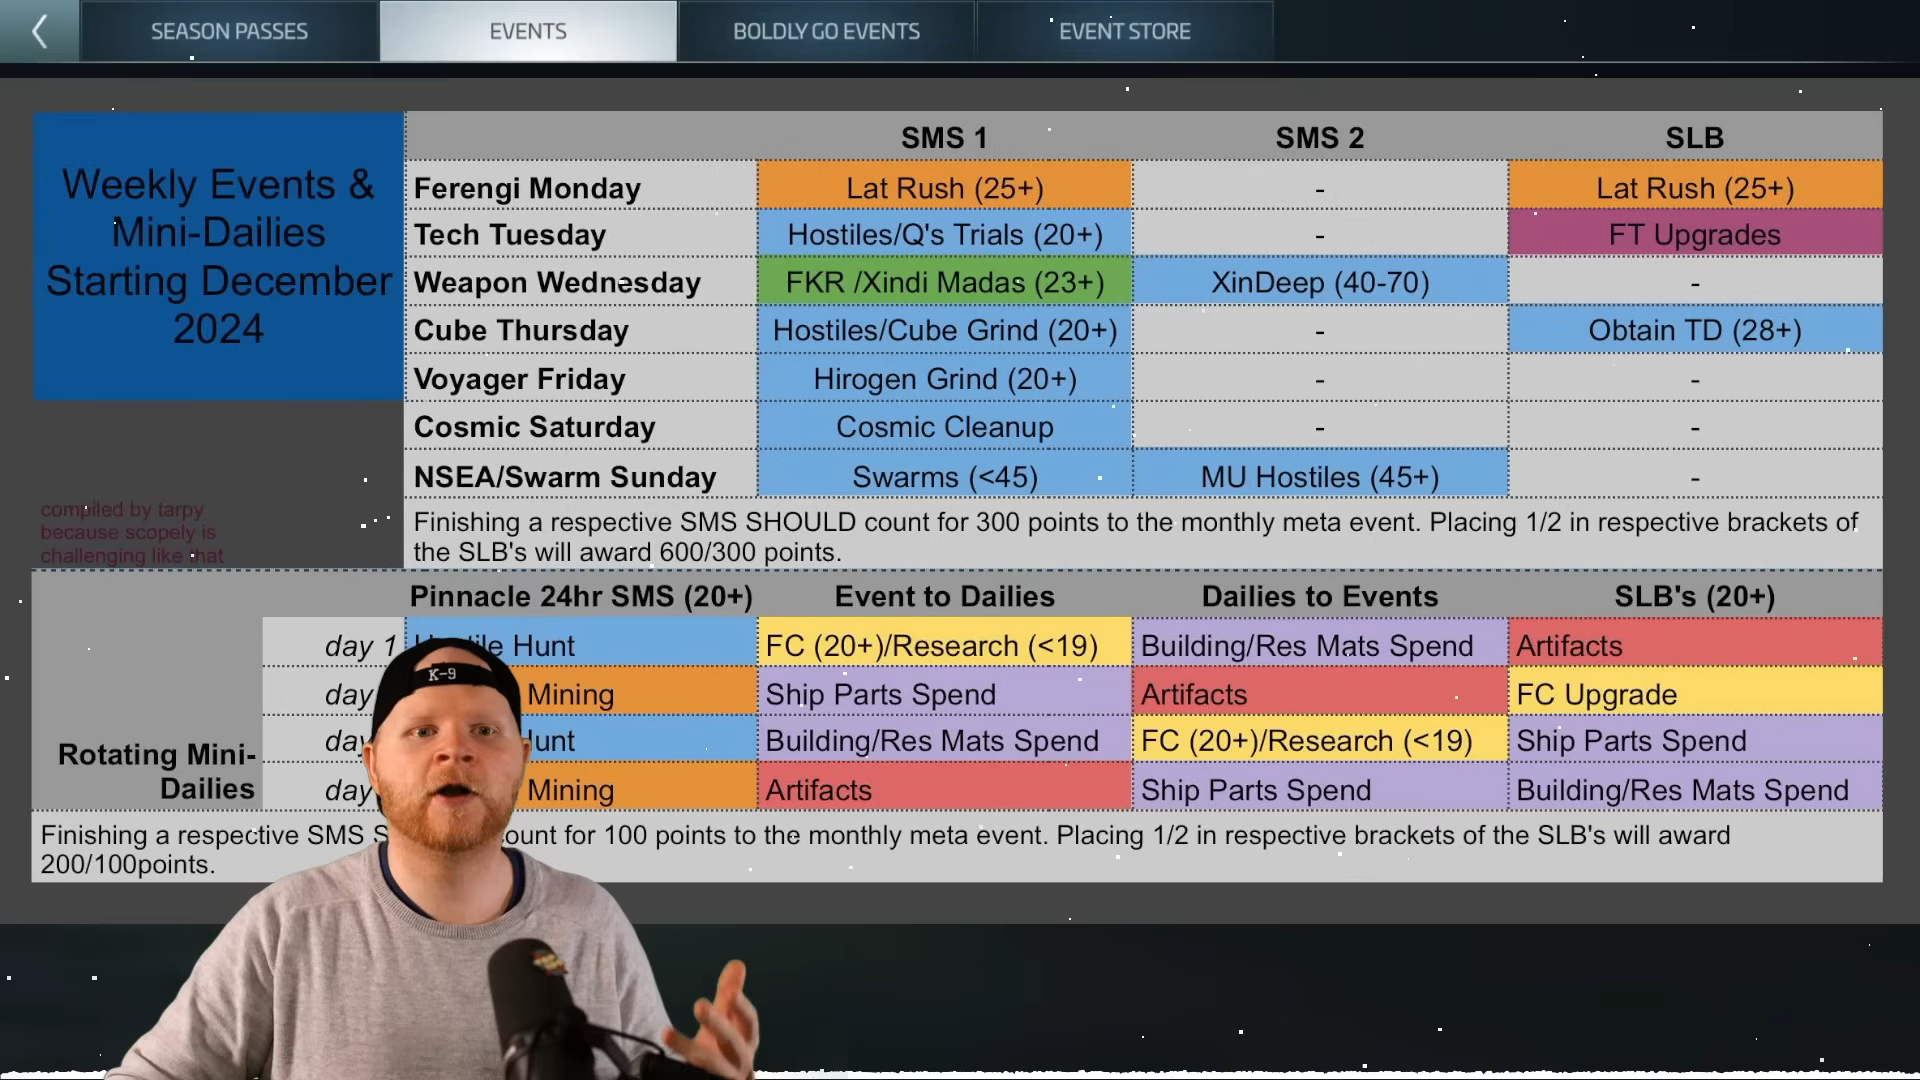 SEASON PASSES
EVENTS
BOLDLY GO EVENTS
EVENT STORE
Weekly Events &
Mini-Dailies
Starting December
2024
SMS 1
SMS 2
SLB
Ferengi Monday
Lat Rush (25+)
-
Lat Rush (25+)
Tech Tuesday
Hostiles/Q's Trials (20+)
-
FT Upgrades
Weapon Wednesday
FKR /Xindi Madas (23+)
XinDeep (40-70)
-
Cube Thursday
Hostiles/Cube Grind (20+)
-
Obtain TD (28+)
Voyager Friday
Hirogen Grind (20+)
-
-
Cosmic Saturday
Cosmic Cleanup
-
-
NSEA/Swarm Sunday
Swarms (<45)
MU Hostiles (45+)
-
compiled by tarpy
because scopely is
challenging like that
Finishing a respective SMS SHOULD count for 300 points to the monthly meta event. Placing 1/2 in respective brackets of
the SLB's will award 600/300 points.
Pinnacle 24hr SMS (20+)
Event to Dailies
Dailies to Events
SLB's (20+)
Rotating Mini-
Dailies
day 1
Hunt
FC (20+)/Research (<19)
Building/Res Mats Spend
Artifacts
day
Mining
Ship Parts Spend
Artifacts
FC Upgrade
day
Building/Res Mats Spend
FC (20+)/Research (<19)
Ship Parts Spend
day
Mining
Artifacts
Ship Parts Spend
Building/Res Mats Spend
Finishing a respective SMS for 100 points to the monthly meta event. Placing 1/2 in respective brackets of the SLB's will award
200/100points.
K-9